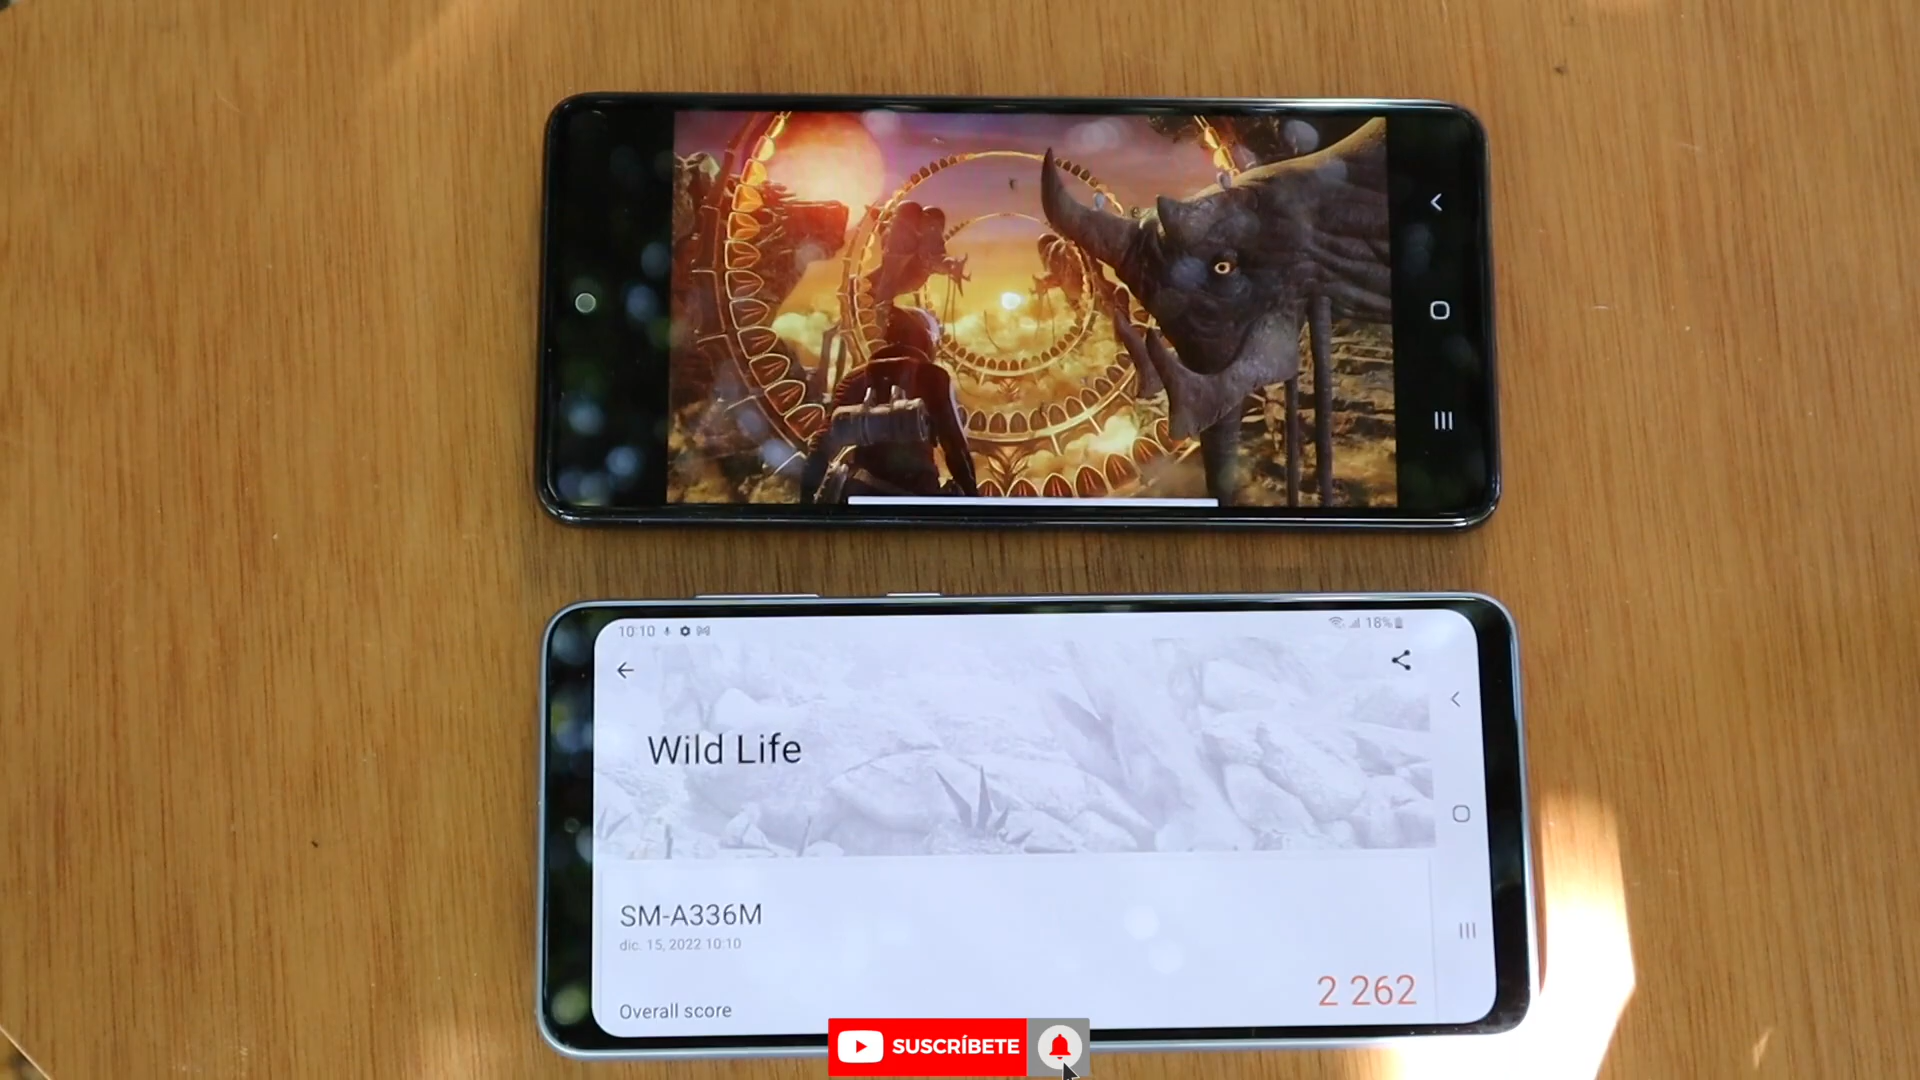 10:10
18%
Wild Life
SM-A336M
dic. 15, 2022 10:10
2 262
Overall score
SUSCRÍBETE